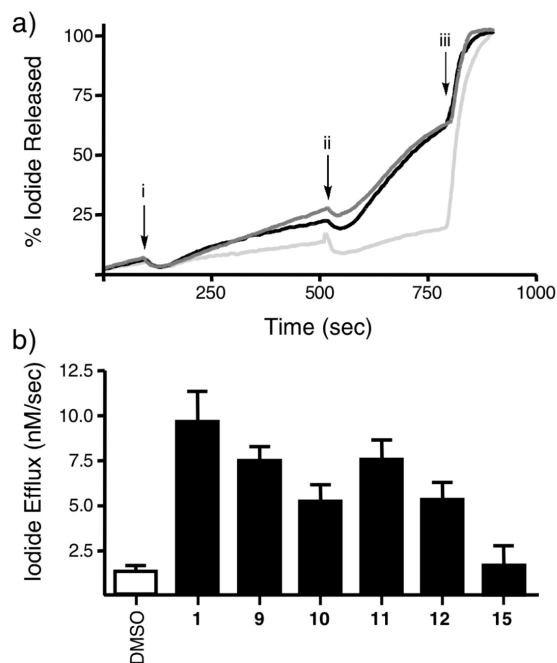 a)
% Iodide Released
100
75
50
25
i
ii
iii
250
500
750
1000
Time (sec)
b)
Iodide Efflux (nM/sec)
12.5
10.0
7.5
5.0
2.5
DMSO
1
9
10
11
12
15